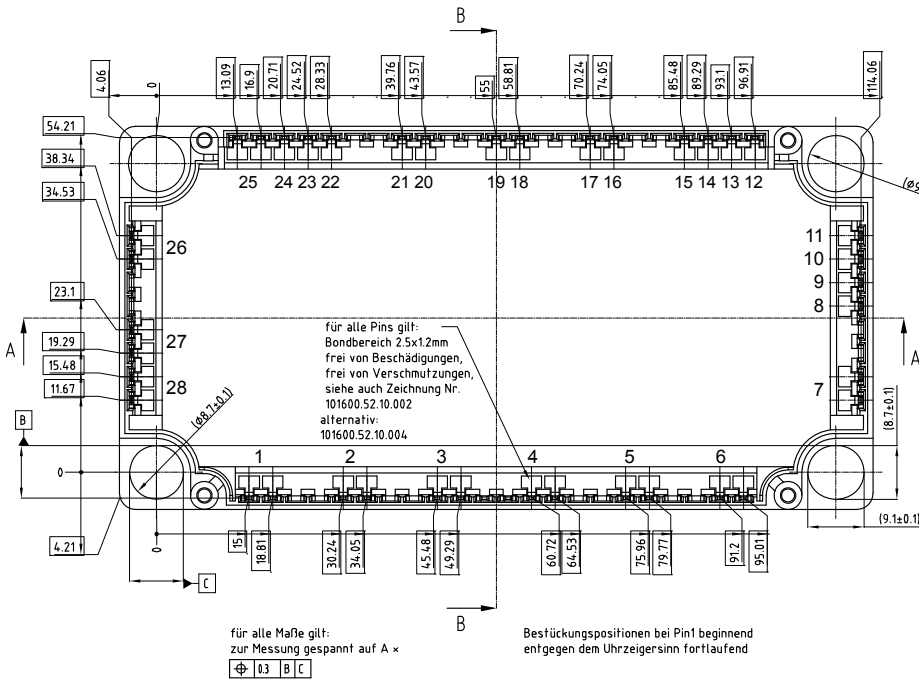 B
4.06
0
13.09
16.9
20.71
24.52
28.33
39.76
43.57
55
58.81
70.24
74.05
85.48
89.29
93.1
96.91
114.06
54.21
38.34
34.53
23.1
19.29
15.48
11.67
0
4.21
25 24 23 22 21 20 19 18 17 16 15 14 13 12
26
27
28
11
10
9
8
7
A
A
B
für alle Pins gilt:
Bondbereich 2.5x1.2mm
frei von Beschädigungen,
frei von Verschmutzungen,
siehe auch Zeichnung Nr.
101600.52.10.002
alternativ:
101600.52.10.004
(⌀8.7±0.1)
(8.7±0.1)
(9.1±0.1)
1 2 3 4 5 6
0
15
18.81
30.24
34.05
45.48
49.29
60.72
64.53
75.96
79.77
91.2
95.01
C
B
für alle Maße gilt:
zur Messung gespannt auf A ×
⌖ 0.3 B C
Bestückungspositionen bei Pin1 beginnend
entgegen dem Uhrzeigersinn fortlaufend